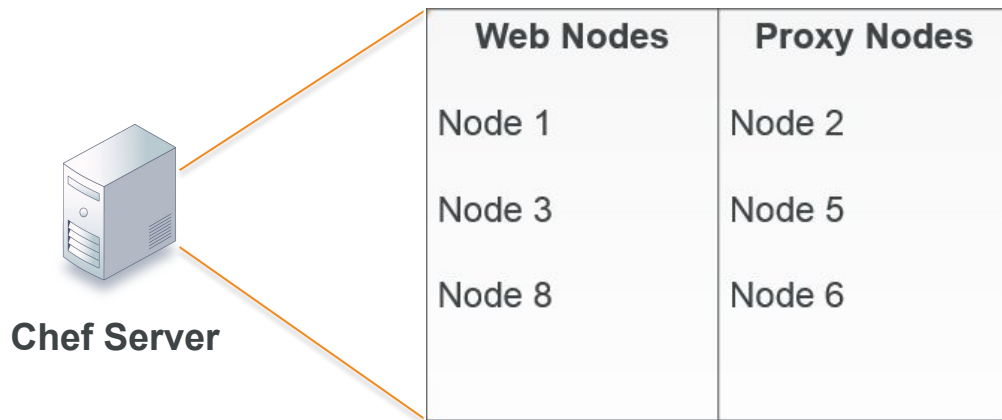 Web Nodes Proxy Nodes
Node 1 Node 2
Node 3 Node 5
Node 8 Node 6
Chef Server